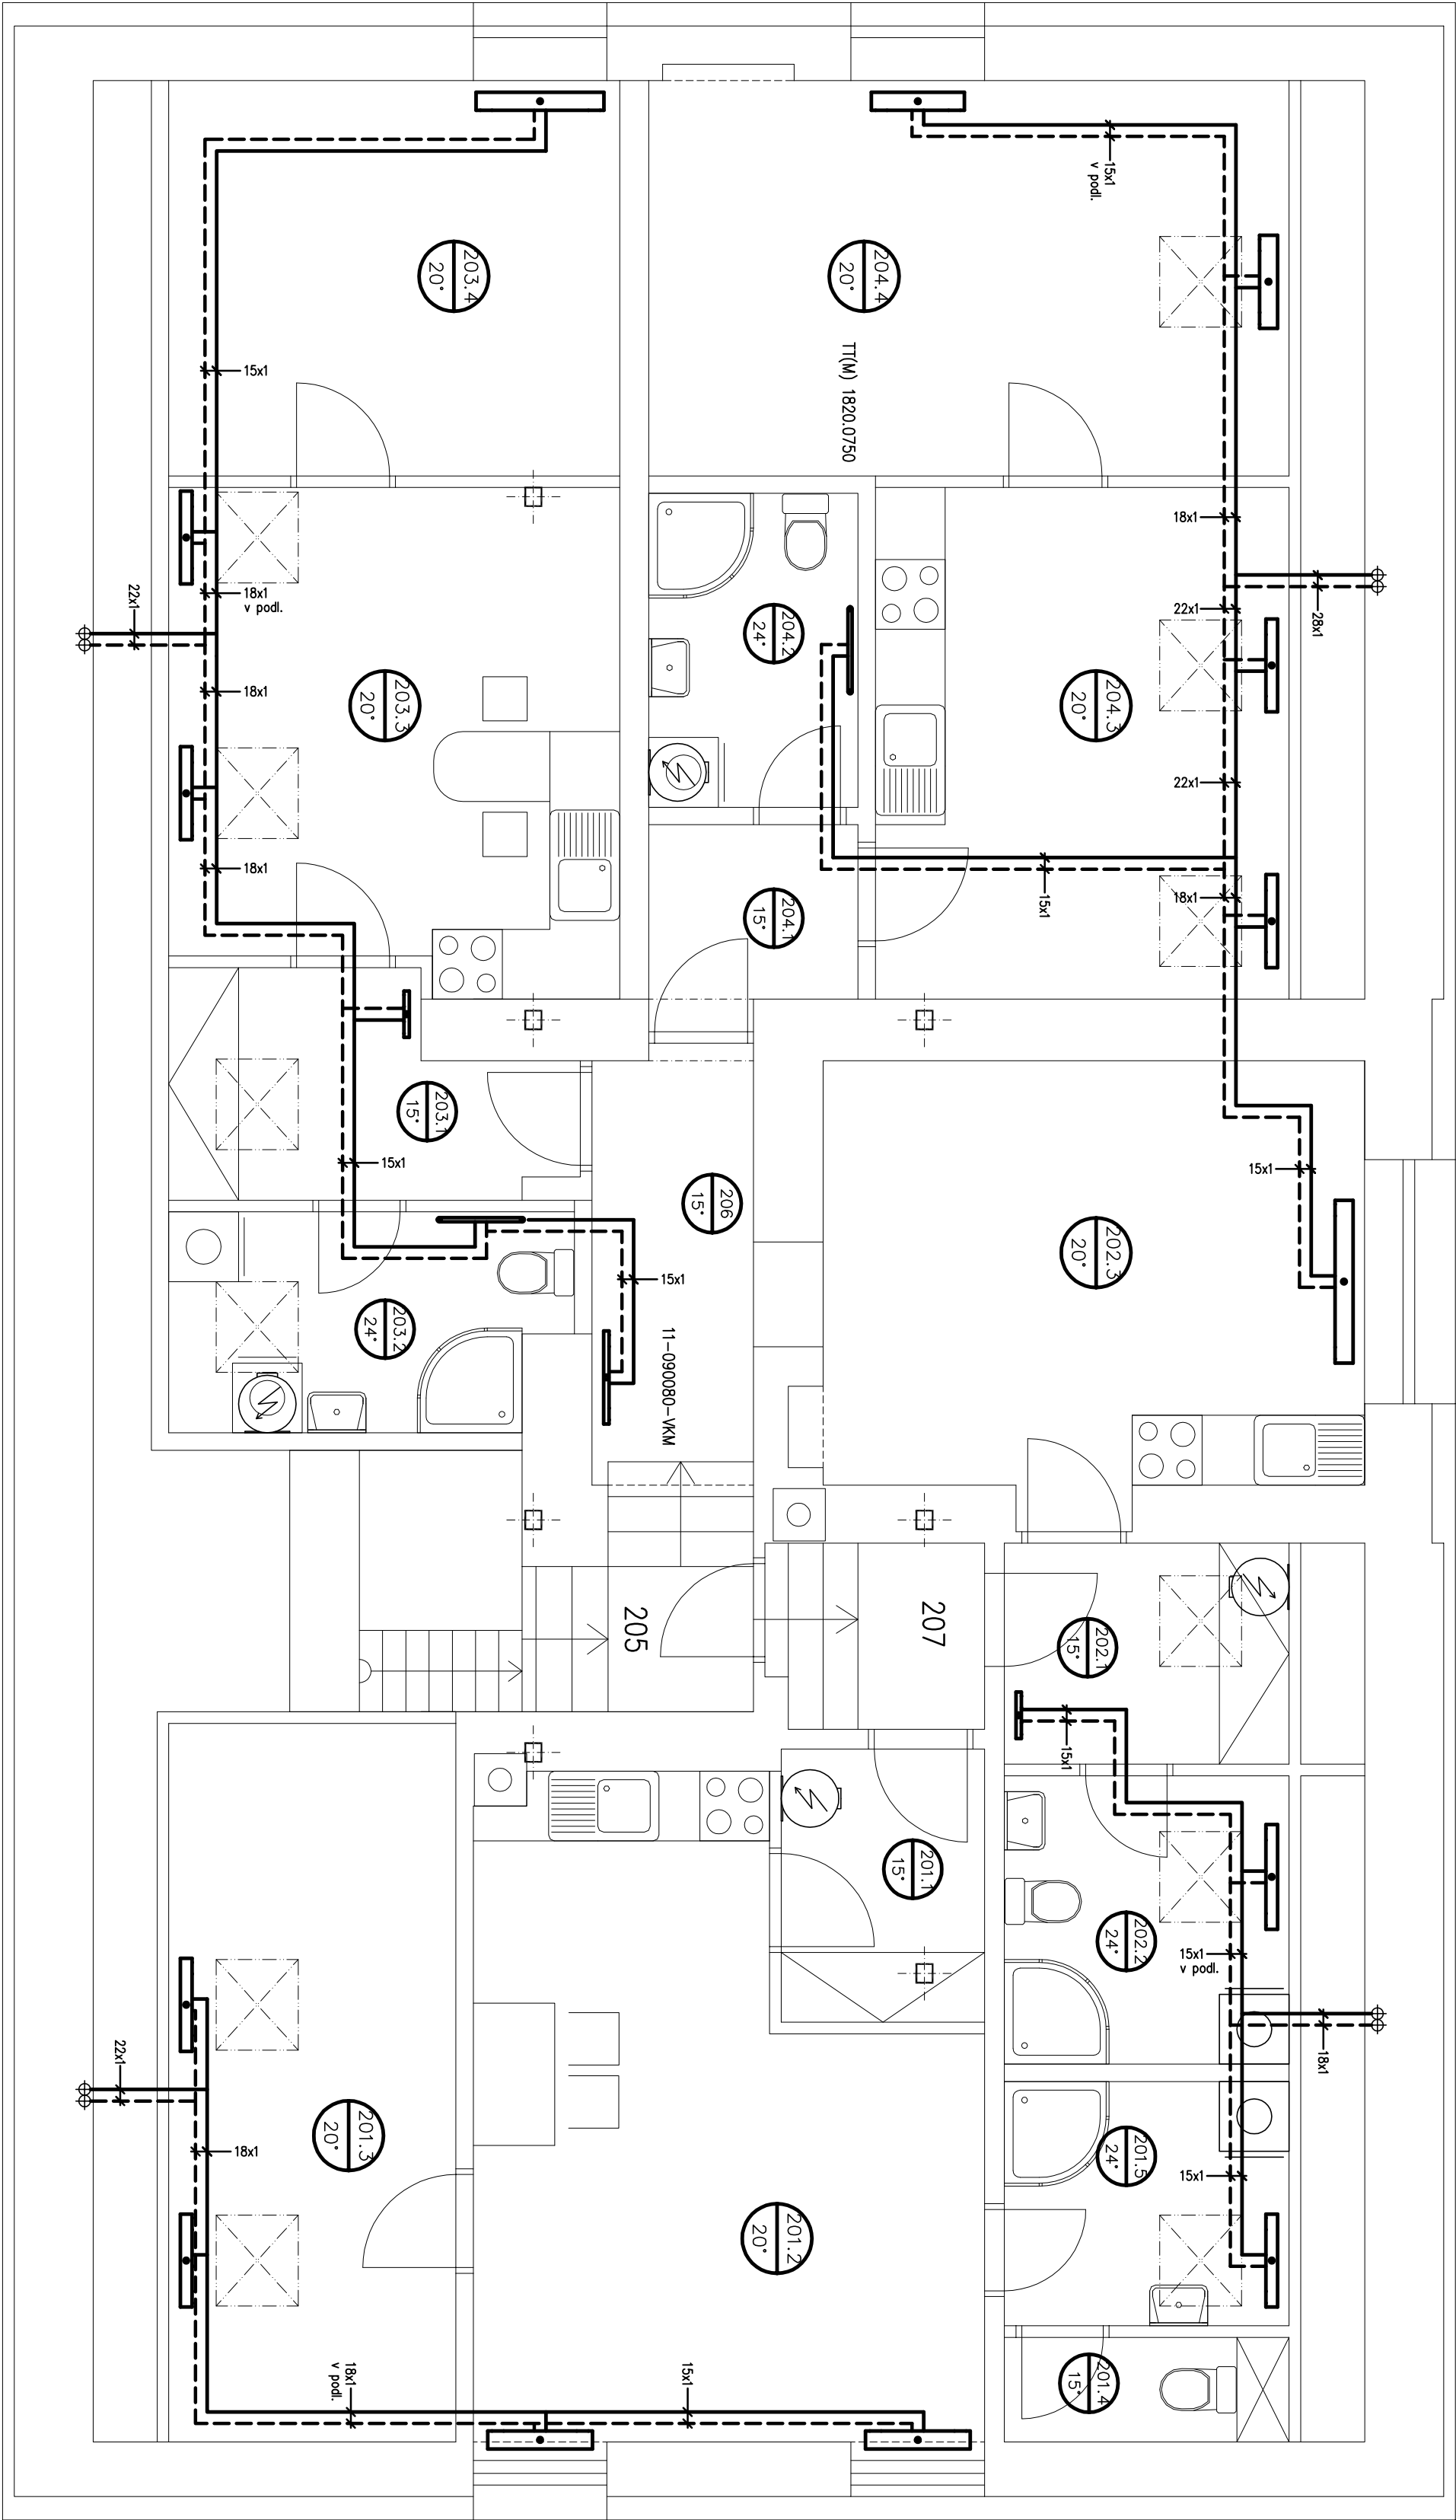 15x1
v podl.
203.4
20°
204.4
20°
TT(M) 1820.0750
15x1
18x1
28x1
22x1
18x1
v podl.
22x1
204.2
24°
204.3
20°
203.3
20°
18x1
22x1
18x1
15x1
18x1
204.1
15°
203.1
15°
15x1
15x1
206
15°
202.3
20°
15x1
203.2
24°
11-090080-VKM
205
207
202.1
15°
15x1
201.1
15°
202.2
24°
15x1
v podl.
18x1
22x1
201.3
20°
18x1
201.5
24°
15x1
201.2
20°
18x1
v podl.
15x1
201.4
15°